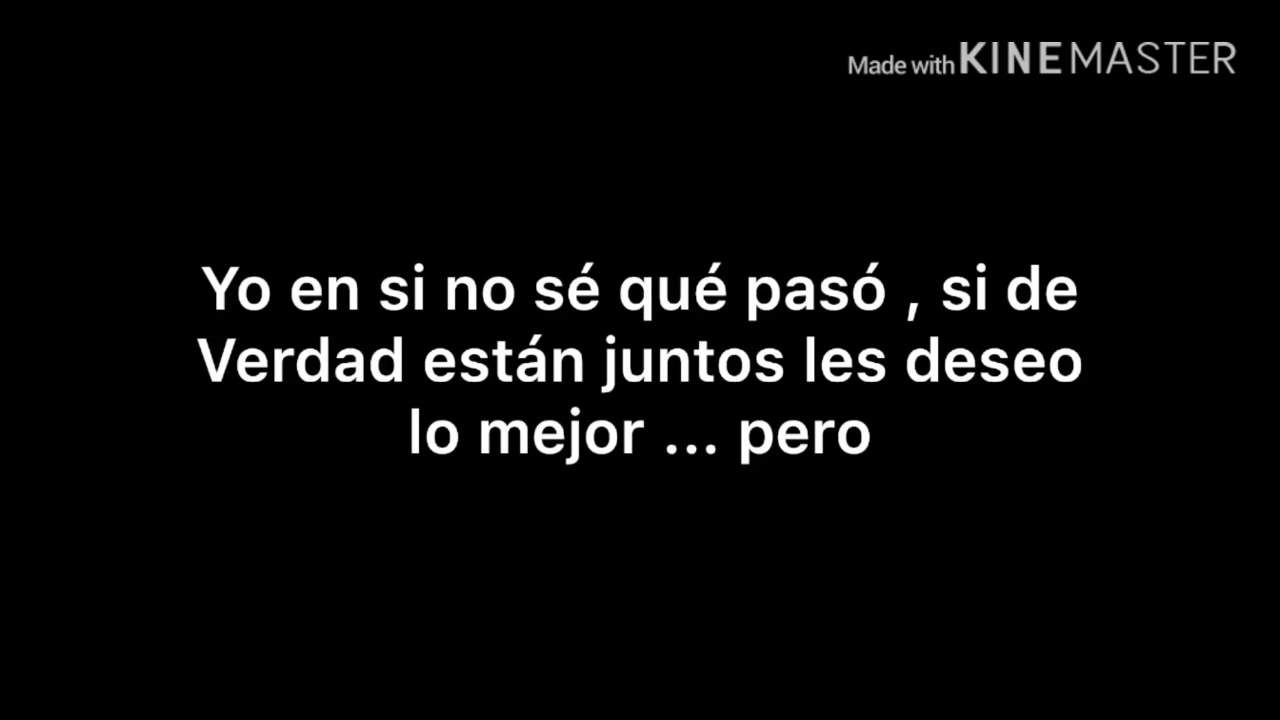 Made with KINEMASTER
Yo en si no sé qué pasó , si de
Verdad están juntos les deseo
lo mejor ... pero